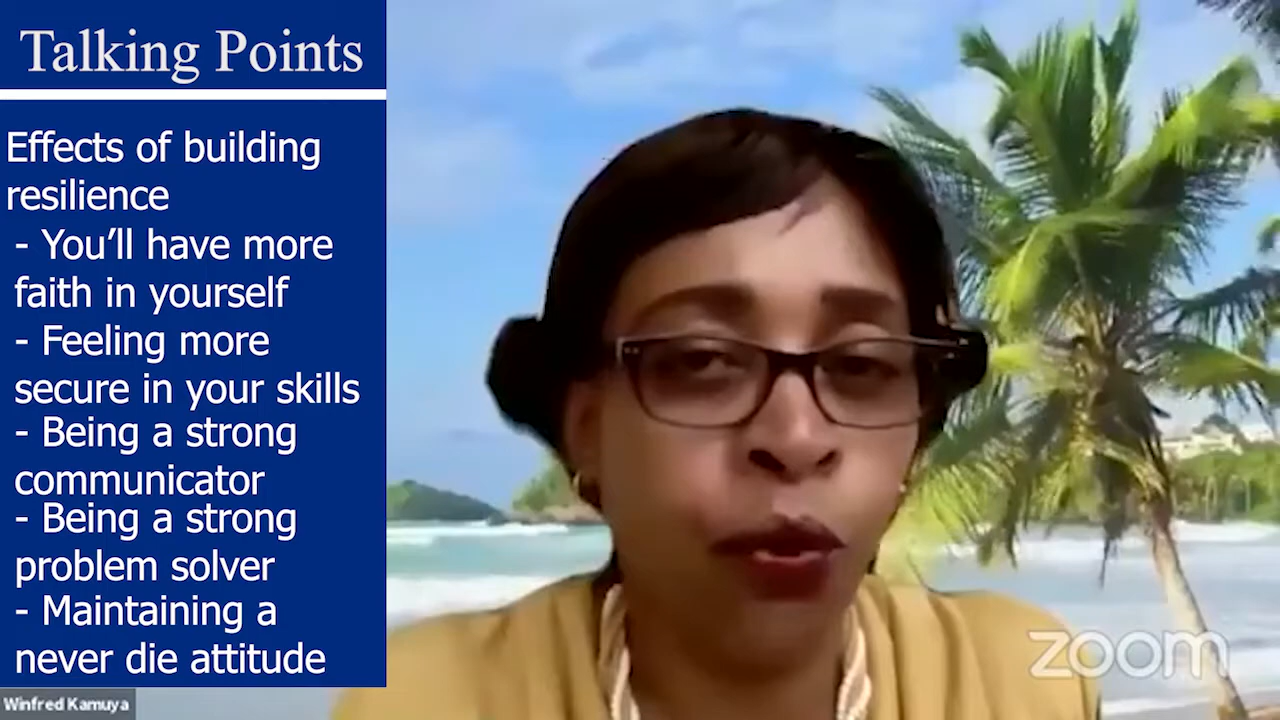 Talking Points
Effects of building
resilience
- You'll have more
faith in yourself
- Feeling more
secure in your skills
- Being a strong
communicator
- Being a strong
problem solver
- Maintaining a
never die attitude
Winfred Kamuya
zoom